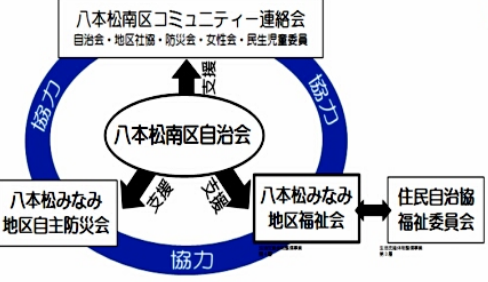 八本松南区コミュニティー連絡会
自治会・地区社協・防災会・女性会・民生児童委員
協力
支援
協力
八本松南区自治会
支援
支援
八本松みなみ
地区自主防災会
八本松みなみ
地区福祉会
住民自治協
福祉委員会
協力